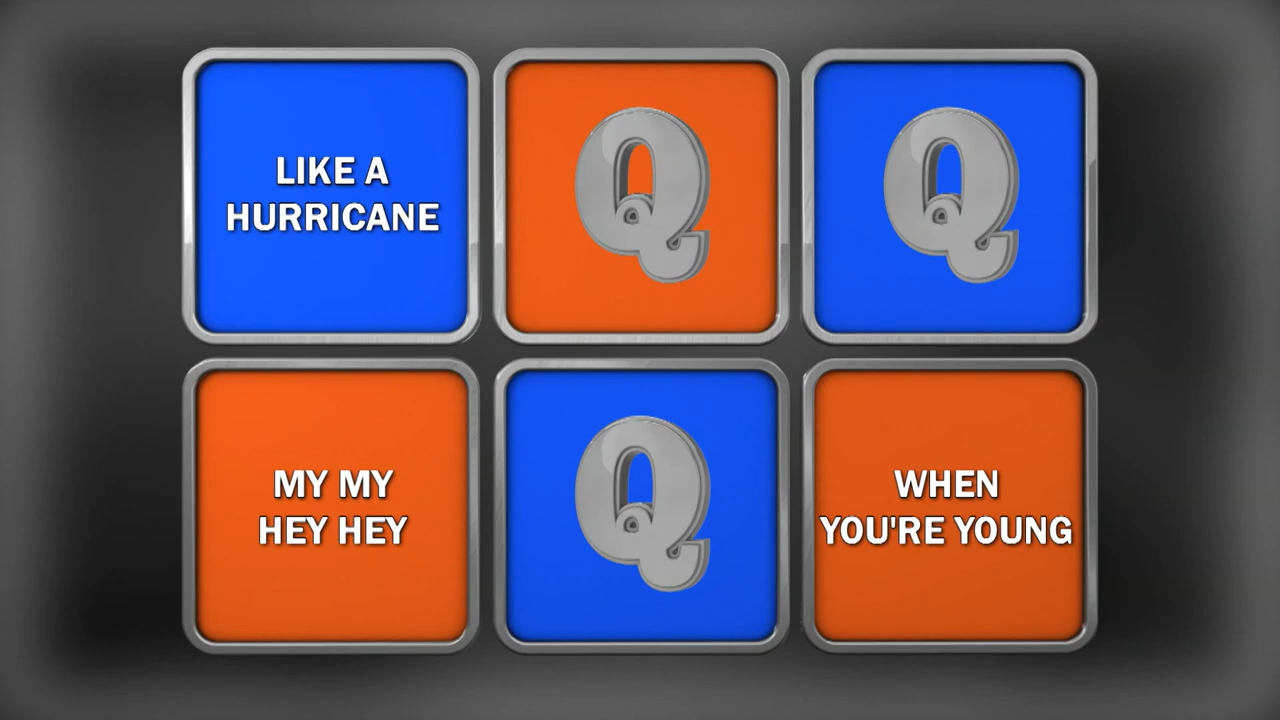 LIKE A
HURRICANE
Q
Q
MY MY
HEY HEY
Q
WHEN
YOU'RE YOUNG